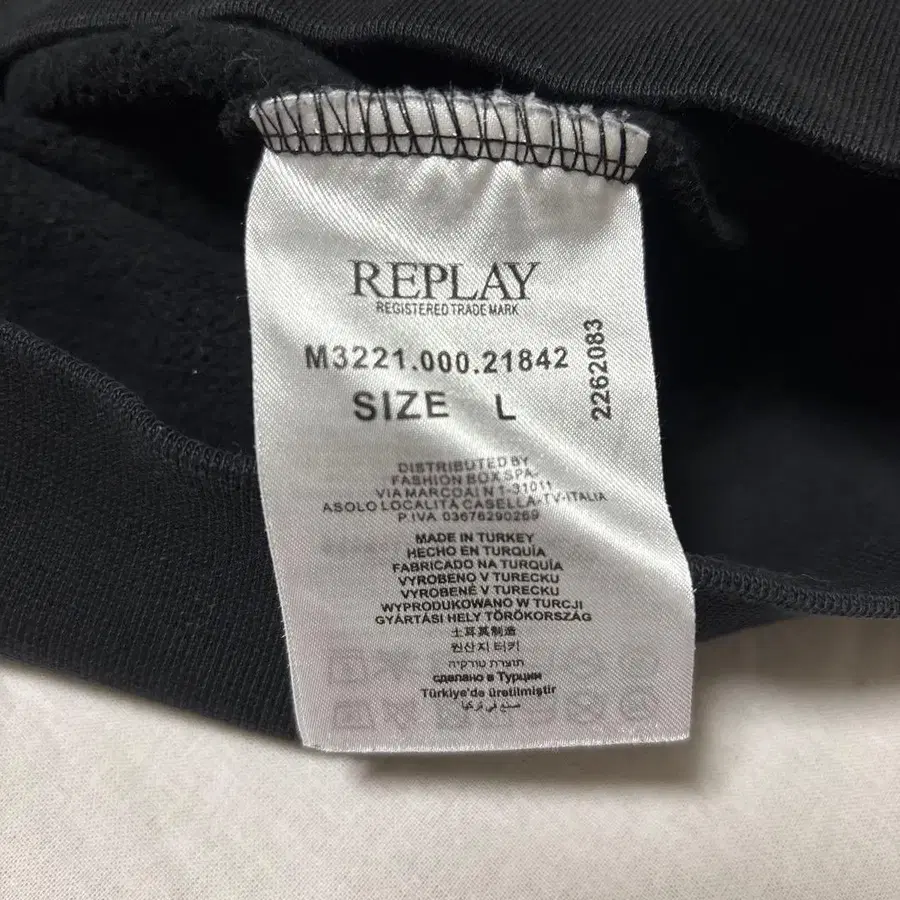 REPLAY
REGISTERED TRADE MARK
M3221.000.21842
SIZE L
2262083
DISTRIBUTED BY
FASHION BOX SPA-
VIA MARCOAI N 1-31011
ASOLO LOCALITÀ CASELLA-TV-ITALIA
P.IVA 03676290269
MADE IN TURKEY
HECHO EN TURQUÍA
FABRICADO NA TURQUÍA
VYROBENO V TURECKU
VYROBENÉ V TURECKU
WYPRODUKOWANO W TURCJI
GYÁRTÁSI HELY TÖRÖKORSZÁG
土耳其制造
원산지 터키
תוצרת טורקיה
сделано в Турции
Türkiye'de üretilmiştir
صنع في تركيا